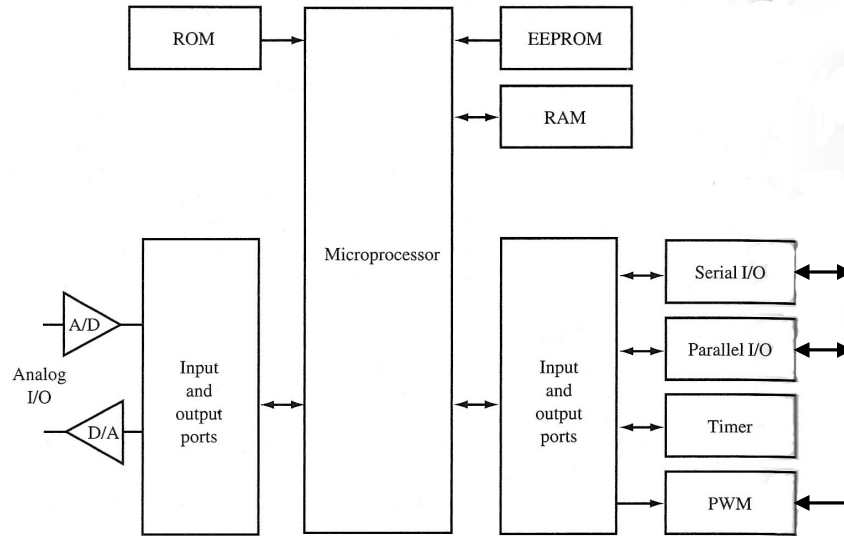 ROM
EEPROM
RAM
Microprocessor
Serial I/O
A/D
Parallel I/O
Analog
I/O
Input
and
output
ports
Input
and
output
ports
D/A
Timer
PWM